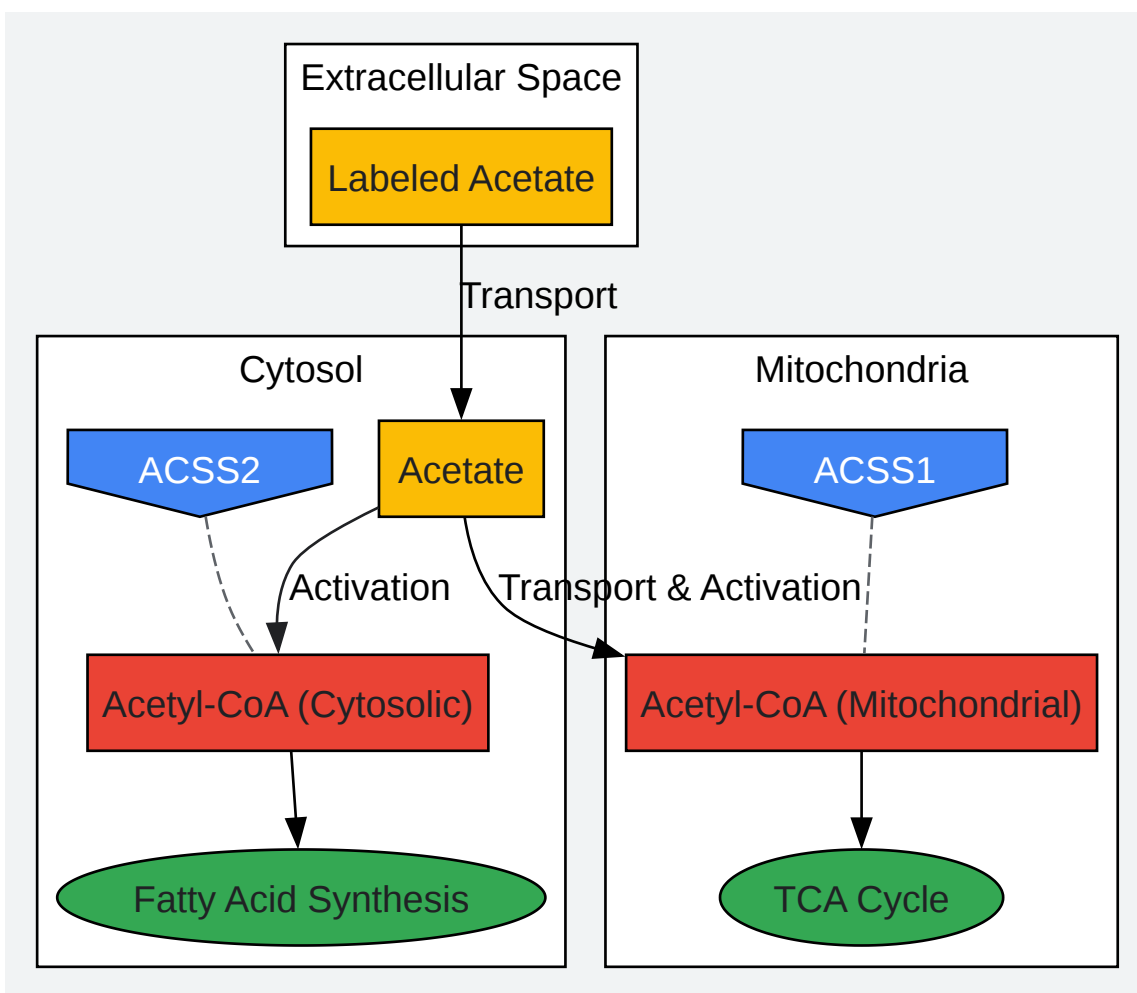 Extracellular Space
Labeled Acetate
Transport
Cytosol
Mitochondria
ACSS2
Acetate
ACSS1
Activation
Transport & Activation
Acetyl-CoA (Cytosolic)
Acetyl-CoA (Mitochondrial)
Fatty Acid Synthesis
TCA Cycle